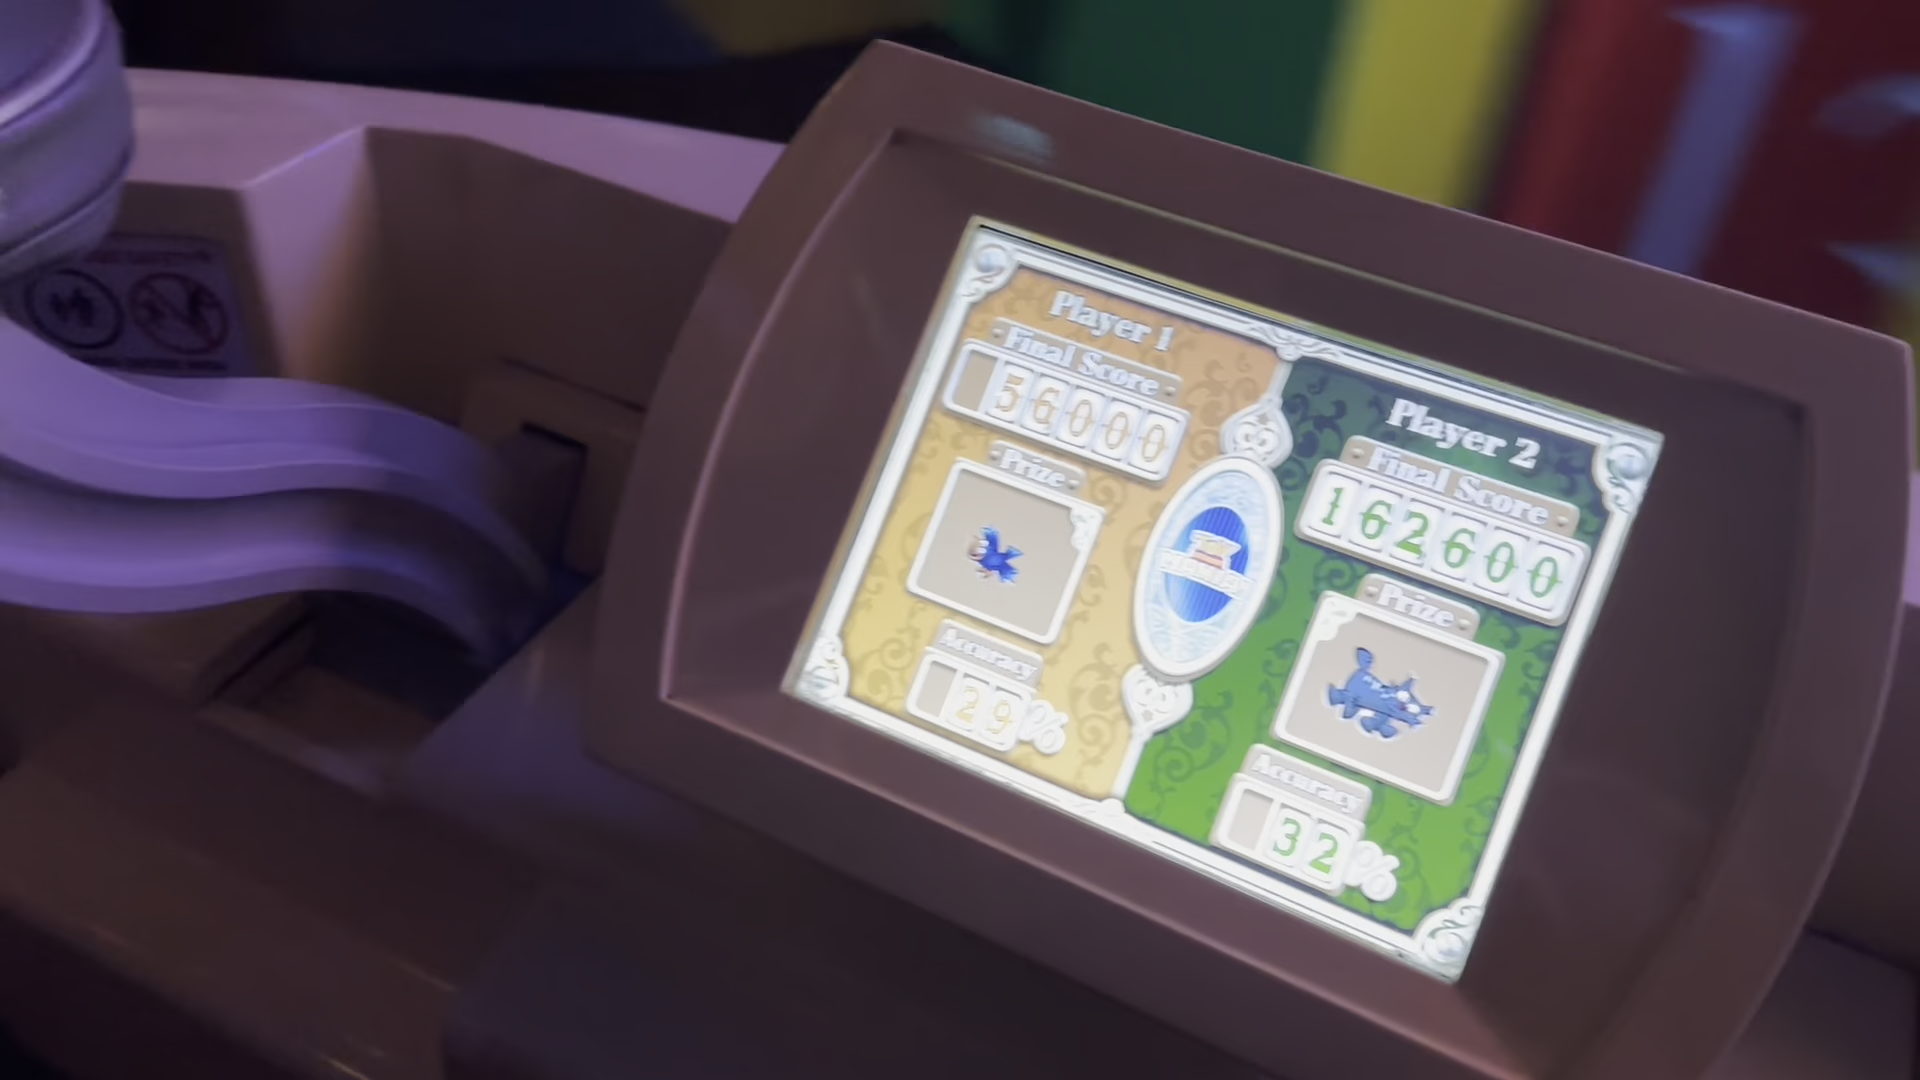 Player 1
Final Score
56000
Prize
Accuracy
29%
Player 2
Final Score
162600
Prize
Accuracy
32%